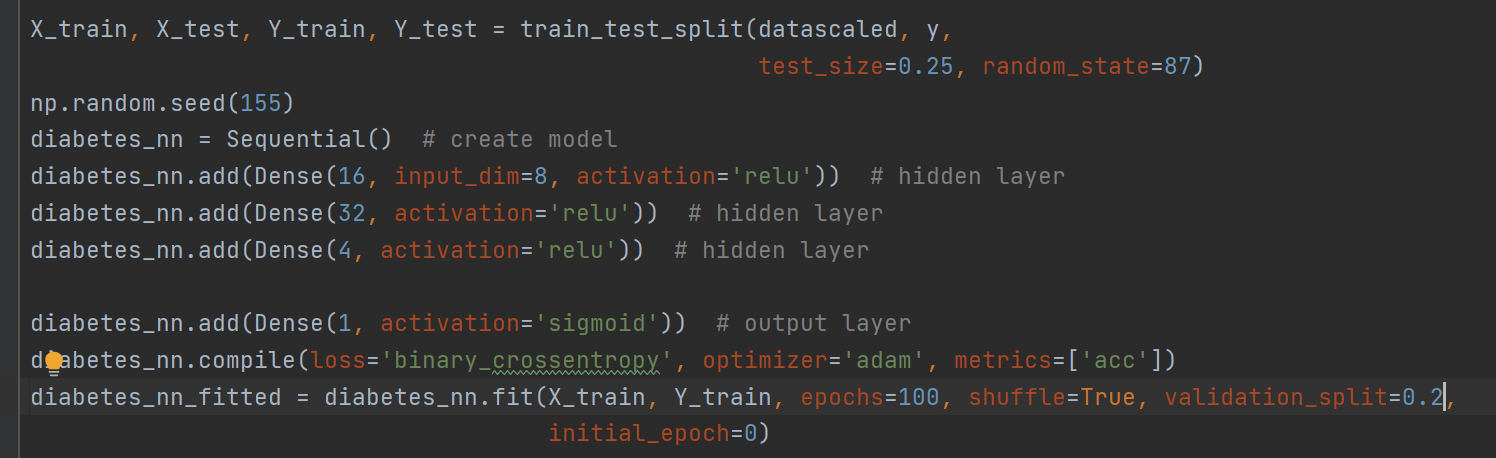 X_train, X_test, Y_train, Y_test = train_test_split(datascaled, y,
test_size=0.25, random_state=87)
np.random.seed(155)
diabetes_nn = Sequential()  # create model
diabetes_nn.add(Dense(16, input_dim=8, activation='relu'))  # hidden layer
diabetes_nn.add(Dense(32, activation='relu'))  # hidden layer
diabetes_nn.add(Dense(4, activation='relu'))  # hidden layer
diabetes_nn.add(Dense(1, activation='sigmoid'))  # output layer
diabetes_nn.compile(loss='binary_crossentropy', optimizer='adam', metrics=['acc'])
diabetes_nn_fitted = diabetes_nn.fit(X_train, Y_train, epochs=100, shuffle=True, validation_split=0.2,
initial_epoch=0)